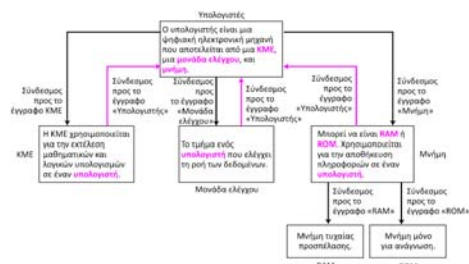 Υπολογιστές
Ο υπολογιστής είναι μια
ψηφιακή ηλεκτρονική μηχανή
που αποτελείται από μια ΚΜΕ,
μια μονάδα ελέγχου, και
μνήμη.
Σύνδεσμος
προς το
έγγραφο ΚΜΕ
Σύνδεσμος
προς το
έγγραφο
«Υπολογιστής»
Σύνδεσμος
προς
το έγγραφο
«Μονάδα
ελέγχου»
Σύνδεσμος
προς το
έγγραφο
«Υπολογιστής»
Σύνδεσμος
προς το
έγγραφο
«Υπολογιστής»
Σύνδεσμος
προς το
έγγραφο
«Μνήμη»
ΚΜΕ
Η ΚΜΕ χρησιμοποιείται
για την εκτέλεση
μαθηματικών και
λογικών υπολογισμών
σε έναν υπολογιστή.
Το τμήμα ενός
υπολογιστή που ελέγχει
τη ροή των δεδομένων.
Μονάδα ελέγχου
Μπορεί να είναι RAM ή
ROM. Χρησιμοποιείται
για την αποθήκευση
πληροφοριών σε έναν
υπολογιστή.
Μνήμη
Σύνδεσμος
προς το
έγγραφο «RAM»
Σύνδεσμος
προς το
έγγραφο «ROM»
Μνήμη τυχαίας
προσπέλασης.
Μνήμη μόνο
για ανάγνωση.